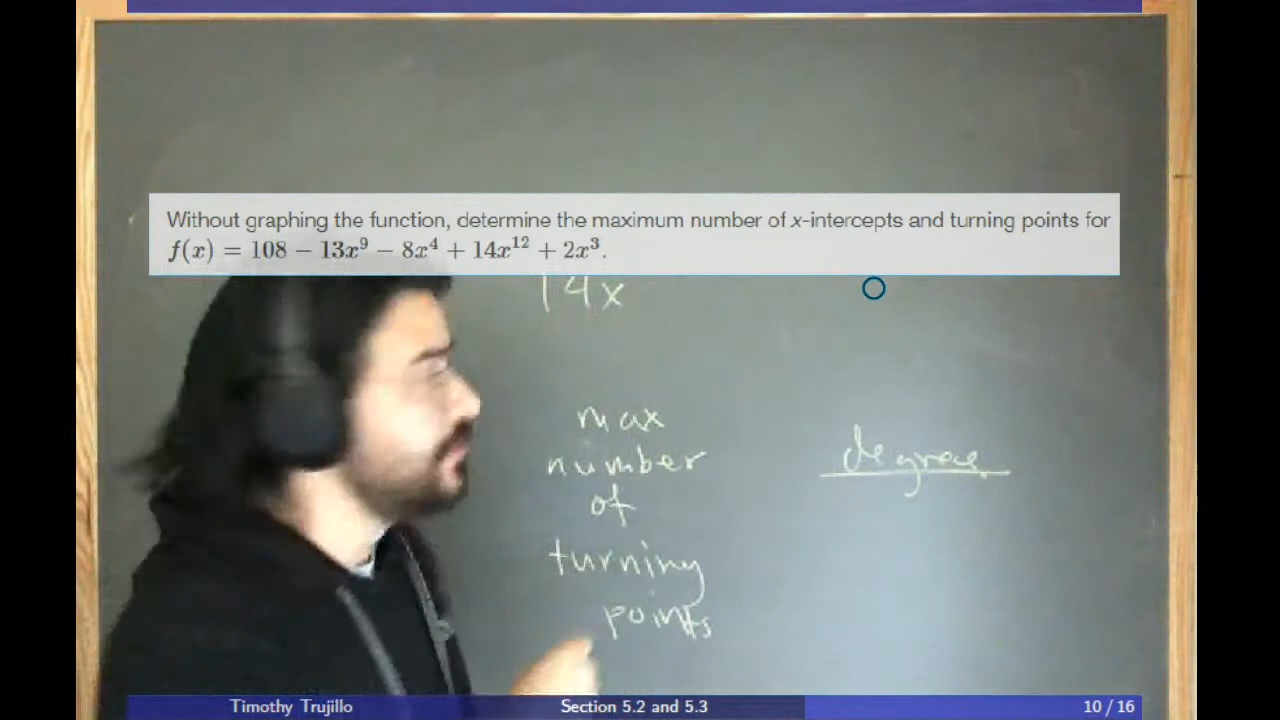 Without graphing the function, determine the maximum number of x-intercepts and turning points for
f(x) = 108 − 13x⁹ − 8x⁴ + 14x¹² + 2x³.
14x
max
number
of
turning
points
degree
Timothy Trujillo Section 5.2 and 5.3 10 / 16